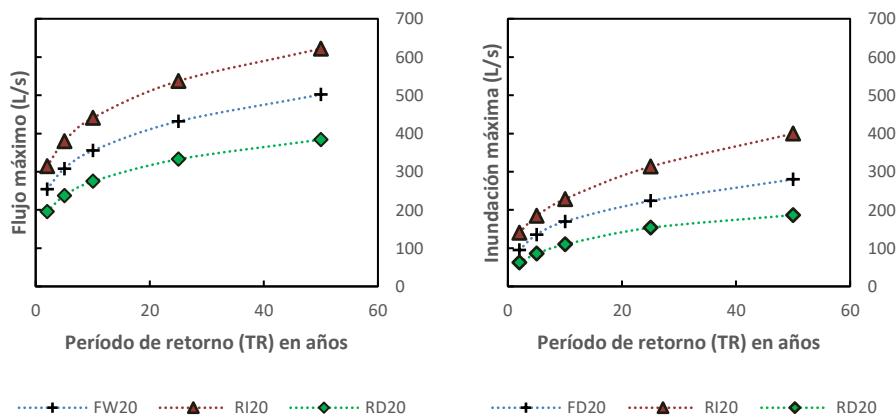 700
600
500
400
300
200
100
0
Flujo máximo (L/s)
0 20 40 60
Período de retorno (TR) en años
FW20 RI20 RD20
700
600
500
400
300
200
100
0
Inundación máxima (L/s)
0 20 40 60
Período de retorno (TR) en años
FD20 RI20 RD20